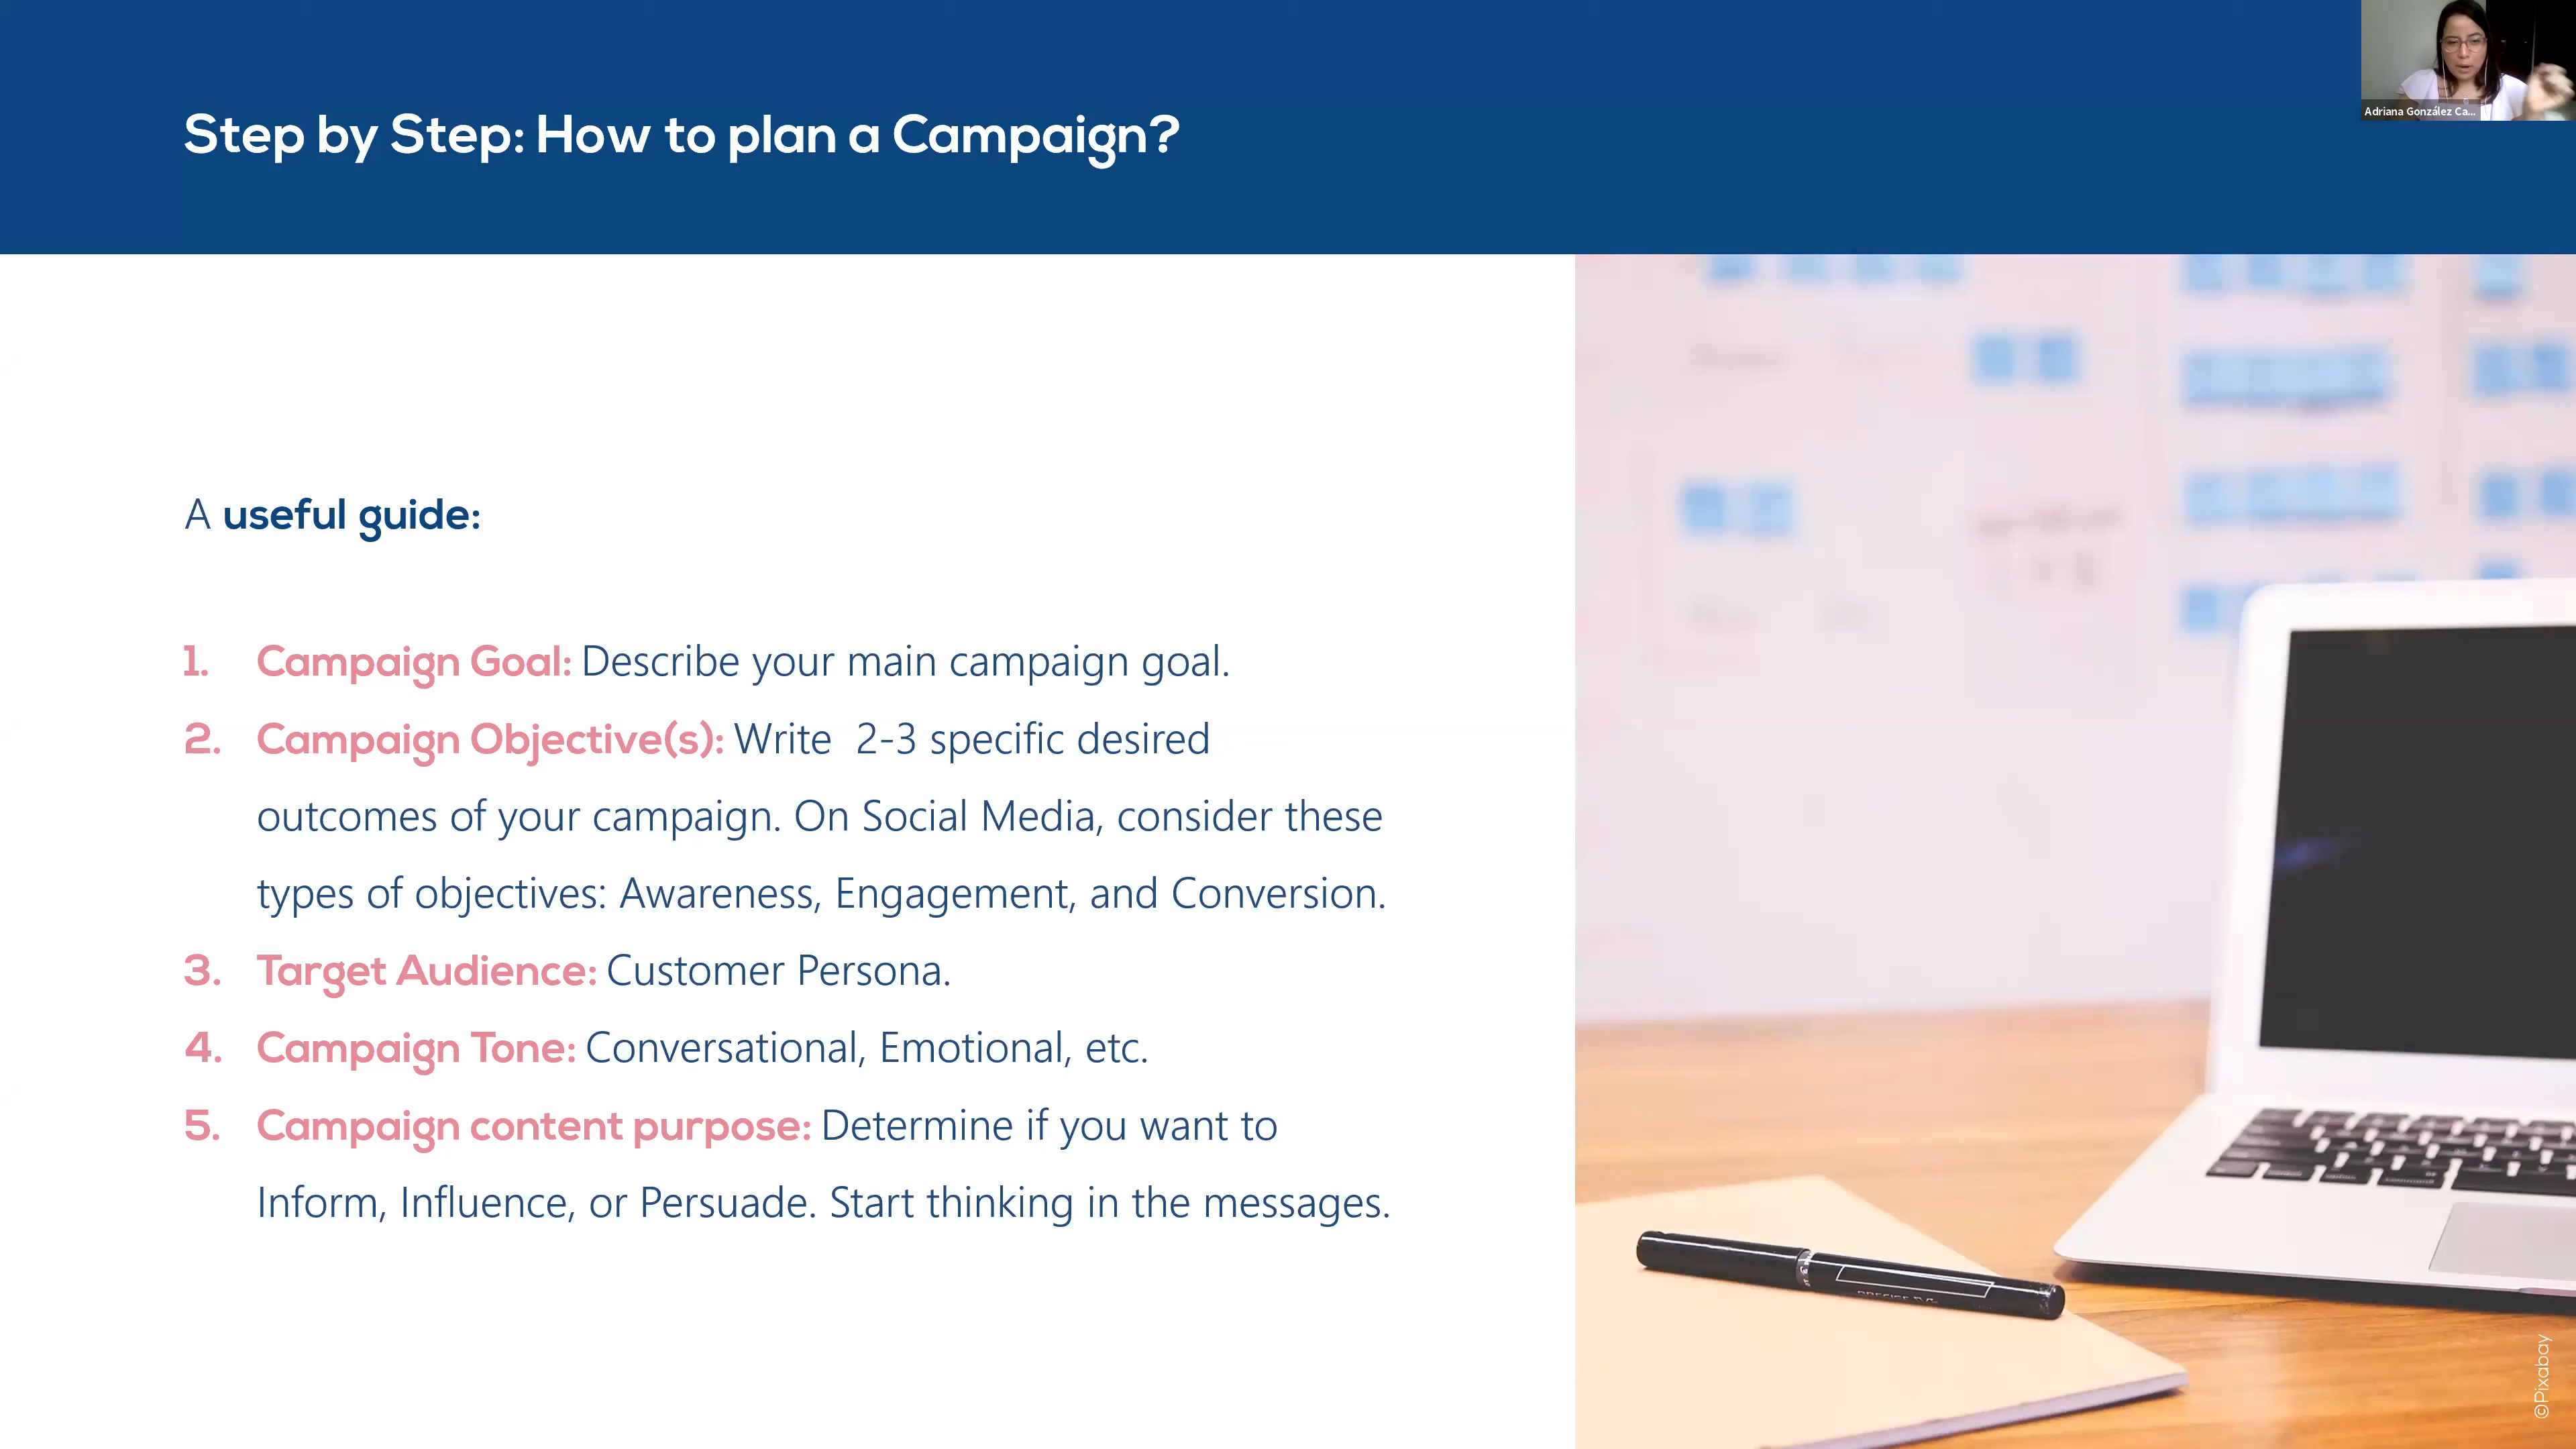 Adriana González Ca...
Step by Step: How to plan a Campaign?
A useful guide:
1. Campaign Goal: Describe your main campaign goal.
2. Campaign Objective(s): Write 2-3 specific desired
outcomes of your campaign. On Social Media, consider these
types of objectives: Awareness, Engagement, and Conversion.
3. Target Audience: Customer Persona.
4. Campaign Tone: Conversational, Emotional, etc.
5. Campaign content purpose: Determine if you want to
Inform, Influence, or Persuade. Start thinking in the messages.
©Pixabay